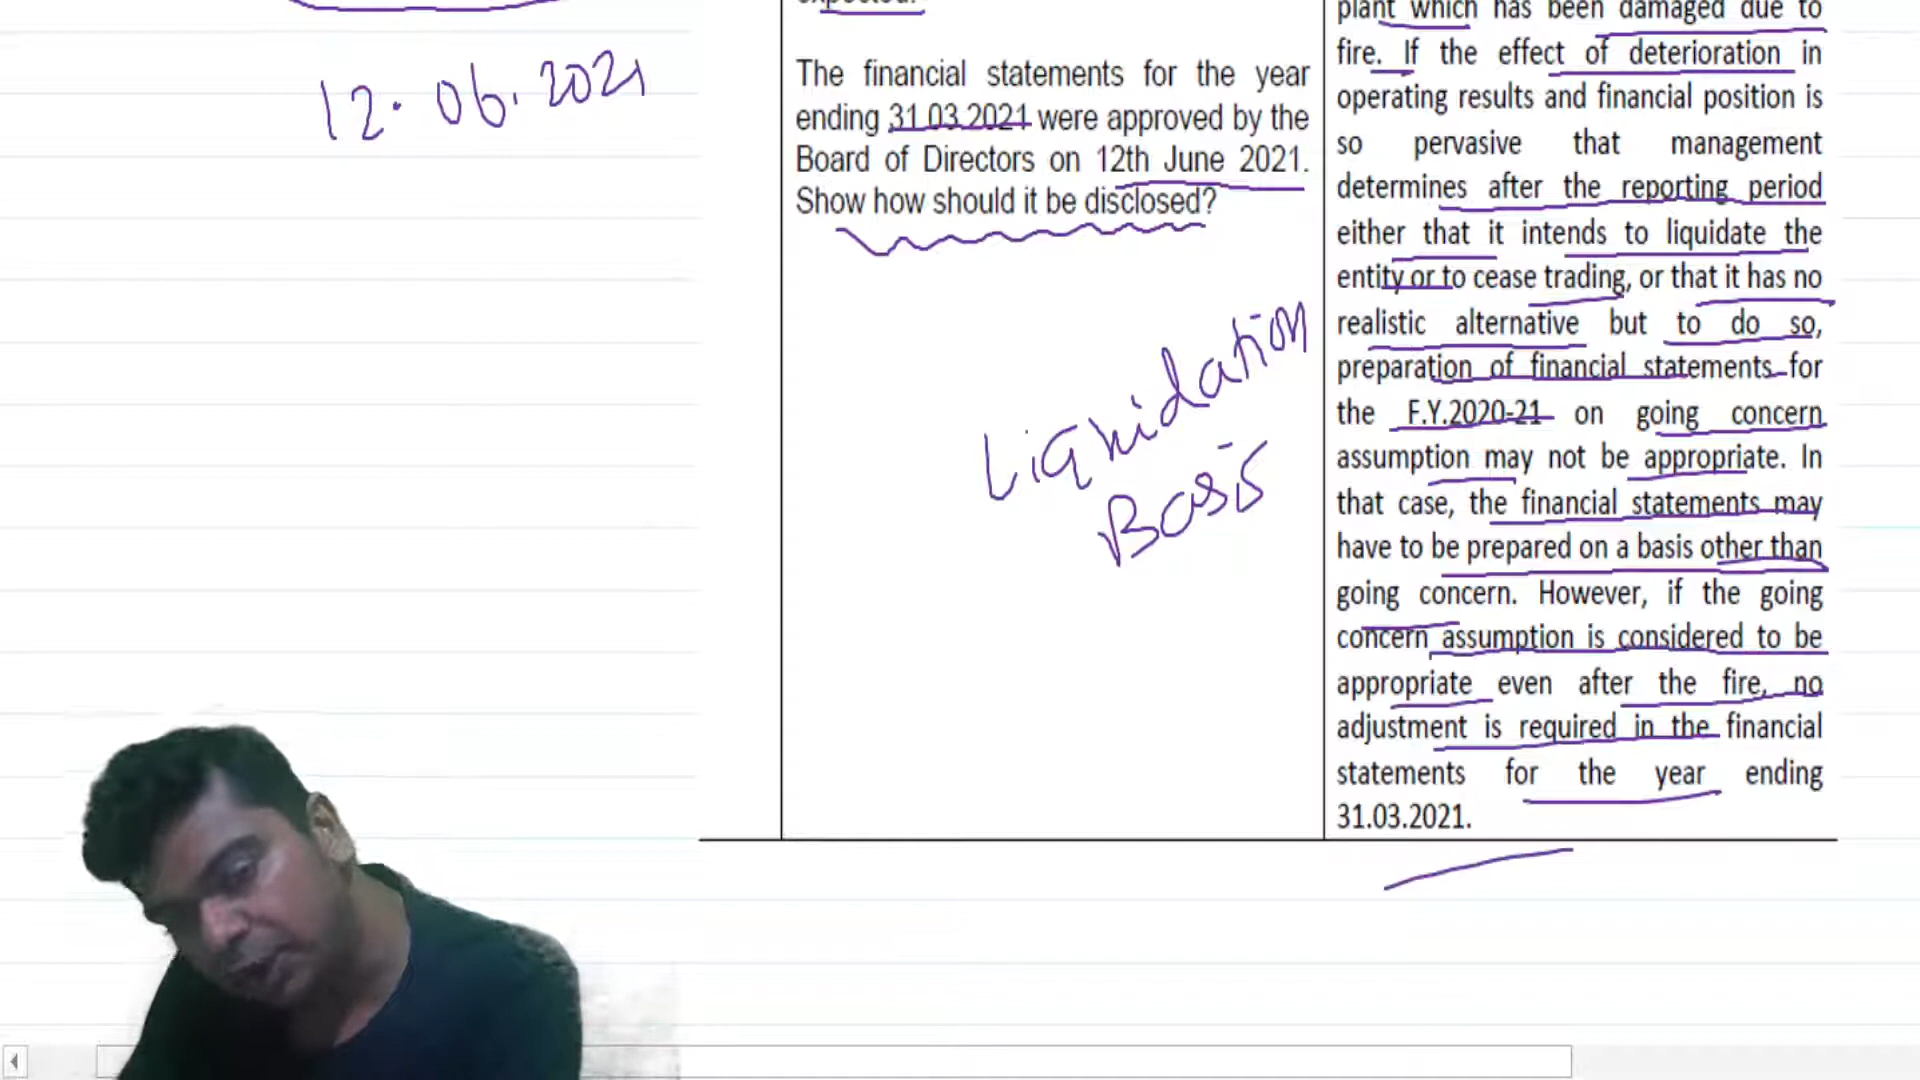 12.06.2021
expected.
The financial statements for the year
ending 31.03.2021 were approved by the
Board of Directors on 12th June 2021.
Show how should it be disclosed?
Liquidation
Basis
plant which has been damaged due to
fire. If the effect of deterioration in
operating results and financial position is
so pervasive that management
determines after the reporting period
either that it intends to liquidate the
entity or to cease trading, or that it has no
realistic alternative but to do so,
preparation of financial statements for
the F.Y.2020-21 on going concern
assumption may not be appropriate. In
that case, the financial statements may
have to be prepared on a basis other than
going concern. However, if the going
concern assumption is considered to be
appropriate even after the fire, no
adjustment is required in the financial
statements for the year ending
31.03.2021.